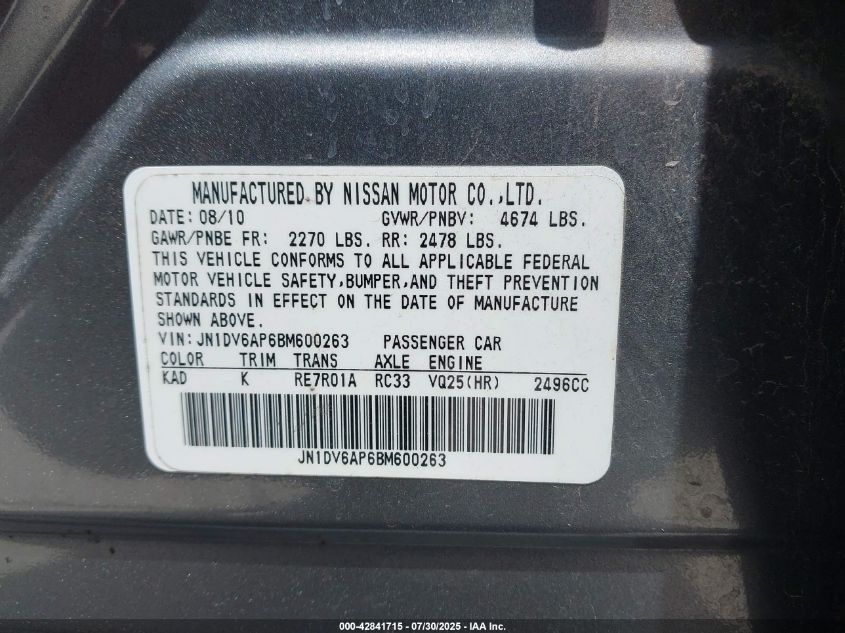 MANUFACTURED BY NISSAN MOTOR CO.,LTD.
DATE: 08/10 GVWR/PNBV: 4674 LBS.
GAWR/PNBE FR: 2270 LBS. RR: 2478 LBS.
THIS VEHICLE CONFORMS TO ALL APPLICABLE FEDERAL
MOTOR VEHICLE SAFETY,BUMPER,AND THEFT PREVENTION
STANDARDS IN EFFECT ON THE DATE OF MANUFACTURE
SHOWN ABOVE.
VIN: JN1DV6AP6BM600263 PASSENGER CAR
COLOR TRIM TRANS AXLE ENGINE
KAD K RE7R01A RC33 VQ25(HR) 2496CC
JN1DV6AP6BM600263
000-42841715 - 07/30/2025 - IAA Inc.